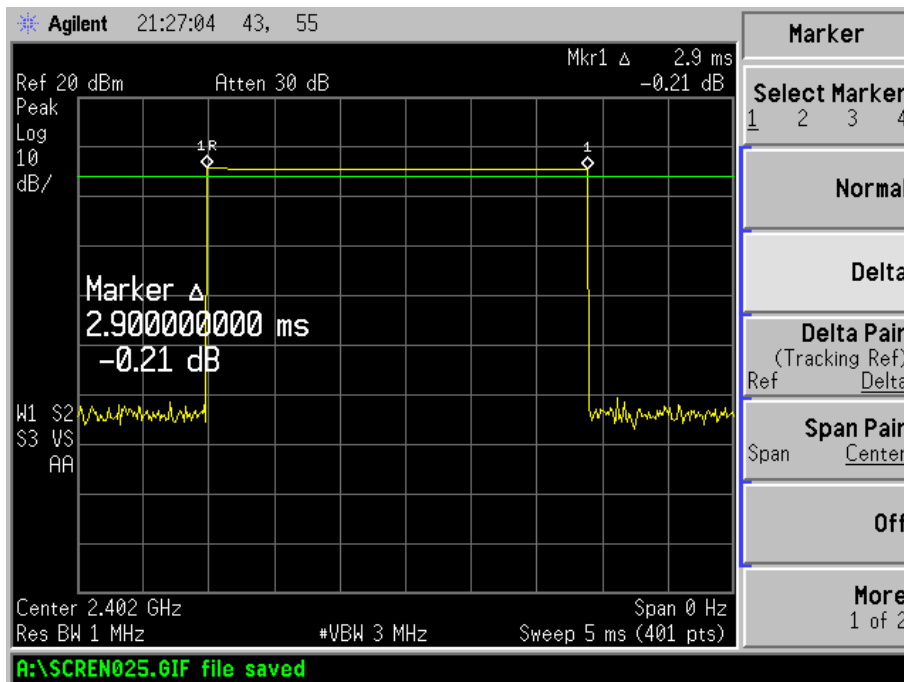 Agilent 21:27:04 43, 55
Mkr1 Δ 2.9 ms
Ref 20 dBm Atten 30 dB -0.21 dB
Peak
Log
10
dB/
1R
1
Marker Δ
2.900000000 ms
-0.21 dB
W1 S2
S3 VS
AA
Center 2.402 GHz Span 0 Hz
Res BW 1 MHz #VBW 3 MHz Sweep 5 ms (401 pts)
A:\SCREN025.GIF file saved
Marker
Select Marker
1 2 3 4
Normal
Delta
Delta Pair
(Tracking Ref)
Ref Delta
Span Pair
Span Center
Off
More
1 of 2